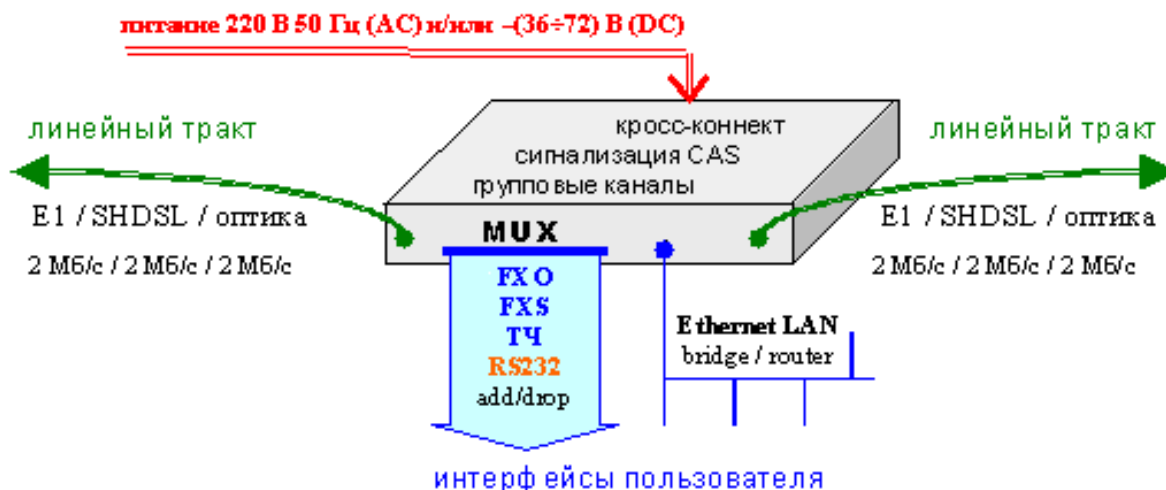 питание 220 В 50 Гц (AC) и/или –(36÷72) В (DC)
линейный тракт
линейный тракт
кросс-коннект
сигнализация CAS
групповые каналы
E1 / SHDSL / оптика
E1 / SHDSL / оптика
MUX
2 Мб/с / 2 Мб/с / 2 Мб/с
2 Мб/с / 2 Мб/с / 2 Мб/с
FXO
FXS
ТЧ
RS232
add/drop
Ethernet LAN
bridge / router
интерфейсы пользователя